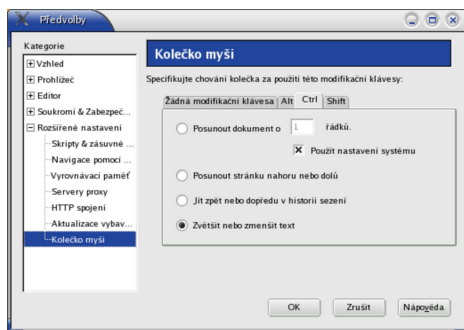 Předvolby
Kategorie
Vzhled
Prohlížeč
Editor
Soukromí & Zabezpeč...
Rozšířené nastavení
Skripty & zásuvné ...
Navigace pomocí ...
Vyrovnávací paměť
Servery proxy
HTTP spojení
Aktualizace vybav...
Kolečko myši
Kolečko myši
Specifikujte chování kolečka za použití této modifikační klávesy:
Žádná modifikační klávesa Alt Ctrl Shift
Posunout dokument o 1 řádků.
Použít nastavení systému
Posunout stránku nahoru nebo dolů
Jít zpět nebo dopředu v historii sezení
Zvětšit nebo zmenšit text
OK Zrušit Nápověda